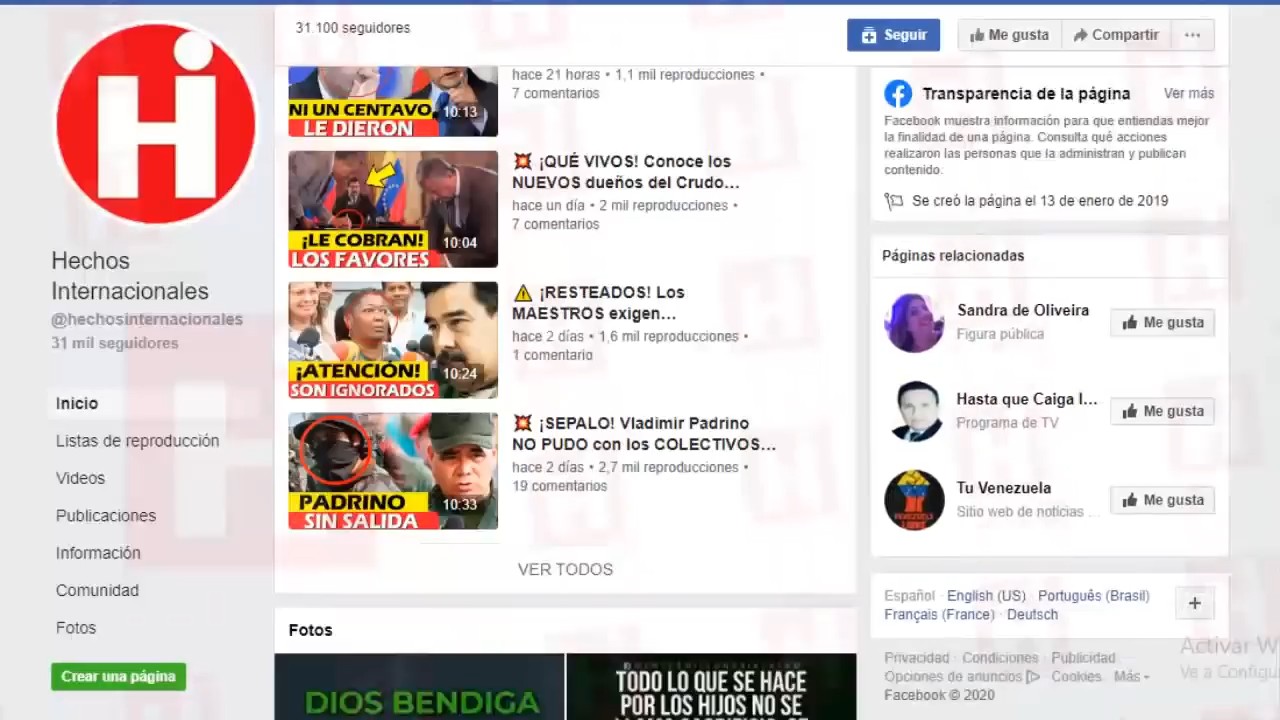 31.100 seguidores
Seguir
Me gusta
Compartir
Hi
Hechos
Internacionales
@hechosinternacionales
31 mil seguidores
Inicio
Listas de reproducción
Videos
Publicaciones
Información
Comunidad
Fotos
Crear una página
NI UN CENTAVO
LE DIERON
10:13
hace 21 horas • 1,1 mil reproducciones •
7 comentarios
¡LE COBRAN!
LOS FAVORES
10:04
💥 ¡QUÉ VIVOS! Conoce los
NUEVOS dueños del Crudo...
hace un día • 2 mil reproducciones •
7 comentarios
¡ATENCIÓN!
SON IGNORADOS
10:24
⚠ ¡RESTEADOS! Los
MAESTROS exigen...
hace 2 días • 1,6 mil reproducciones •
1 comentario
PADRINO
SIN SALIDA
10:33
💥 ¡SEPALO! Vladimir Padrino
NO PUDO con los COLECTIVOS...
hace 2 días • 2,7 mil reproducciones •
19 comentarios
VER TODOS
Fotos
DIOS BENDIGA
TODO LO QUE SE HACE
POR LOS HIJOS NO SE
Transparencia de la página
Ver más
Facebook muestra información para que entiendas mejor
la finalidad de una página. Consulta qué acciones
realizaron las personas que la administran y publican
contenido.
Se creó la página el 13 de enero de 2019
Páginas relacionadas
Sandra de Oliveira
Figura pública
Me gusta
Hasta que Caiga l...
Programa de TV
Me gusta
Tu Venezuela
Sitio web de noticias ...
Me gusta
Español · English (US) · Português (Brasil) ·
Français (France) · Deutsch
Privacidad · Condiciones · Publicidad ·
Opciones de anuncios · Cookies · Más
Facebook © 2020
Activar W
Ve a Configu